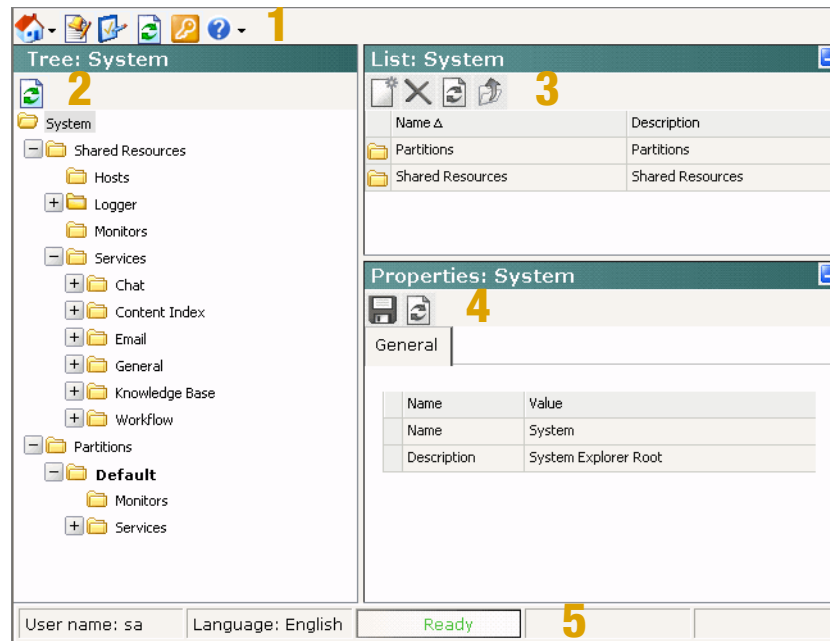 1
Tree: System
2
System
Shared Resources
Hosts
Logger
Monitors
Services
Chat
Content Index
Email
General
Knowledge Base
Workflow
Partitions
Default
Monitors
Services
List: System
3
Name Description
Partitions Partitions
Shared Resources Shared Resources
Properties: System
4
General
Name Value
Name System
Description System Explorer Root
User name: sa Language: English Ready 5